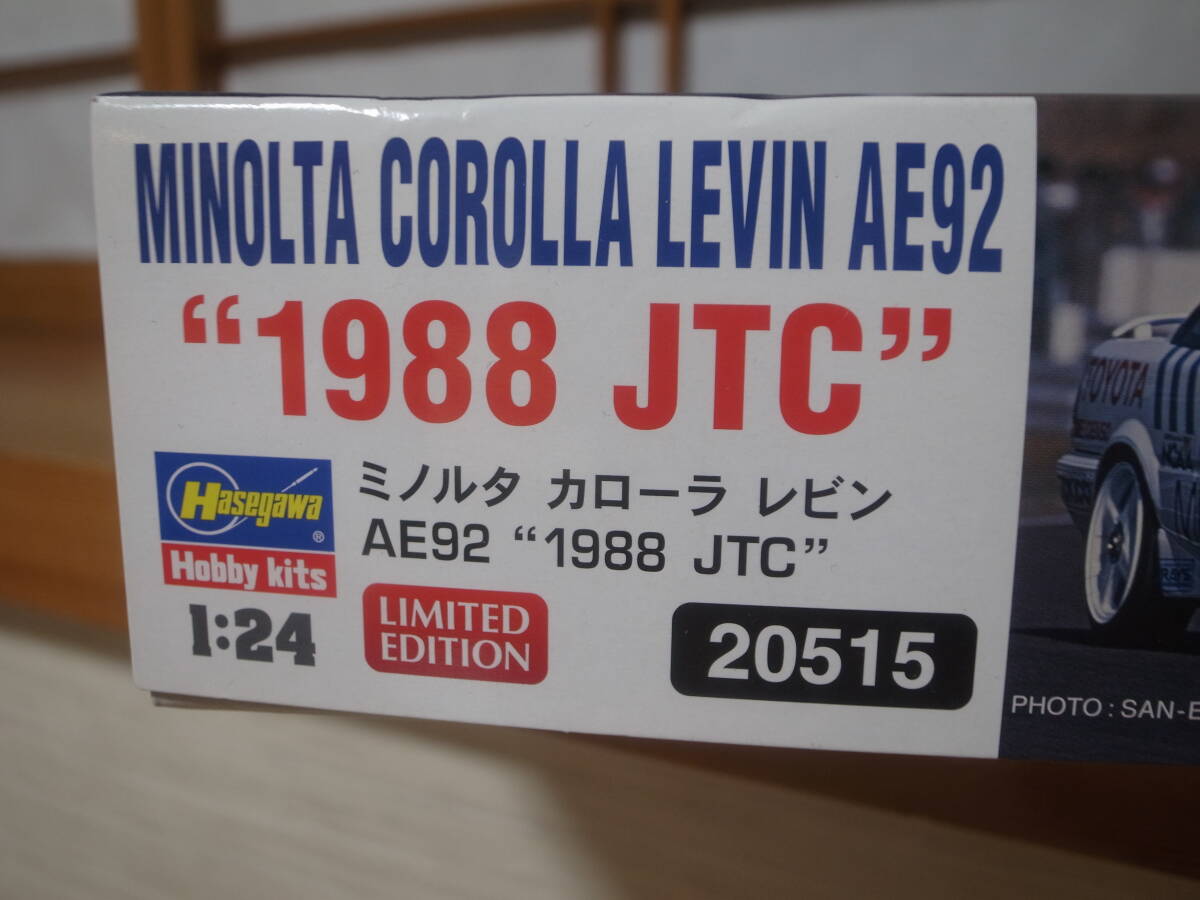 MINOLTA COROLLA LEVIN AE92
“1988 JTC”
Hasegawa®
Hobby kits
1:24
ミノルタ カローラ レビン
AE92 “1988 JTC”
LIMITED
EDITION
20515
TOYOTA
PHOTO : SAN-E